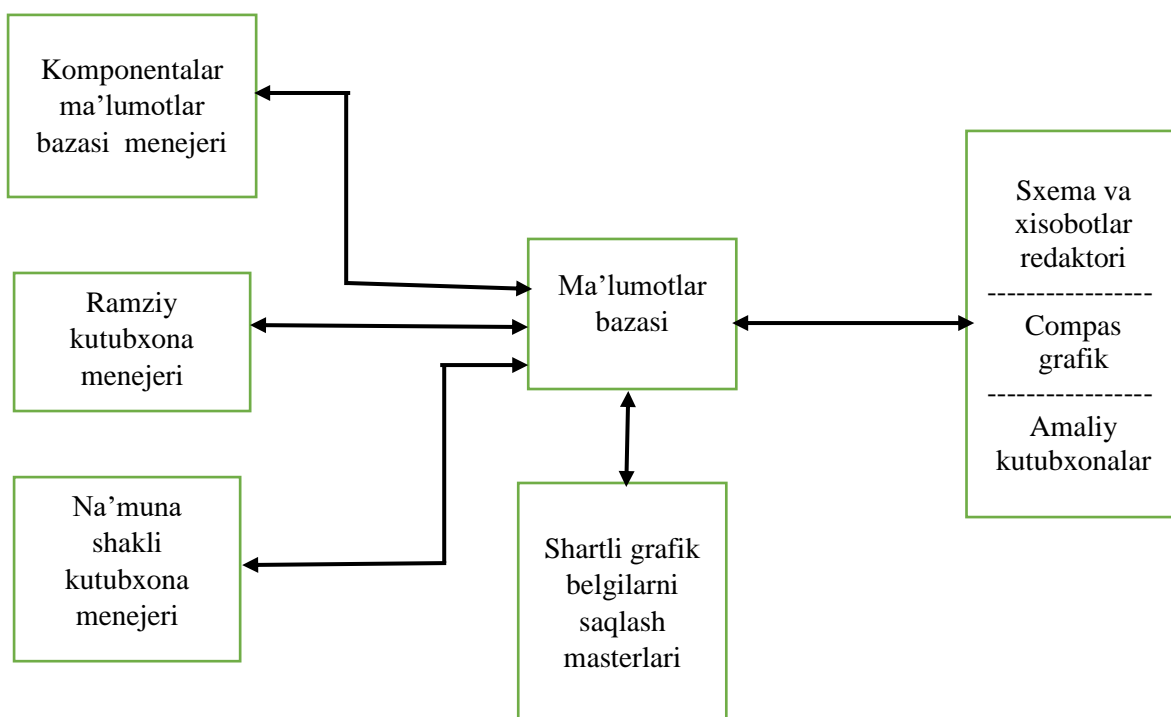 Komponentalar
ma’lumotlar
bazasi menejeri
Ramziy
kutubxona
menejeri
Na’muna
shakli
kutubxona
menejeri
Ma’lumotlar
bazasi
Shartli grafik
belgilarni
saqlash
masterlari
Sxema va
xisobotlar
redaktori
Compas
grafik
Amaliy
kutubxonalar